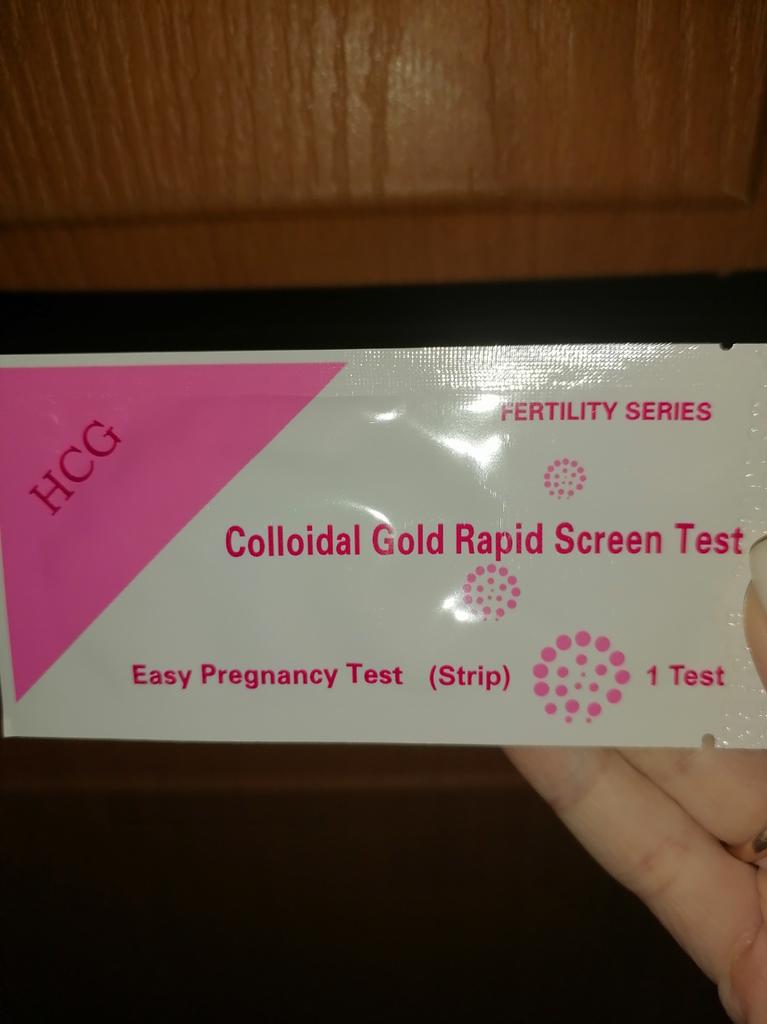 HCG
FERTILITY SERIES
Colloidal Gold Rapid Screen Test
Easy Pregnancy Test (Strip) 1 Test